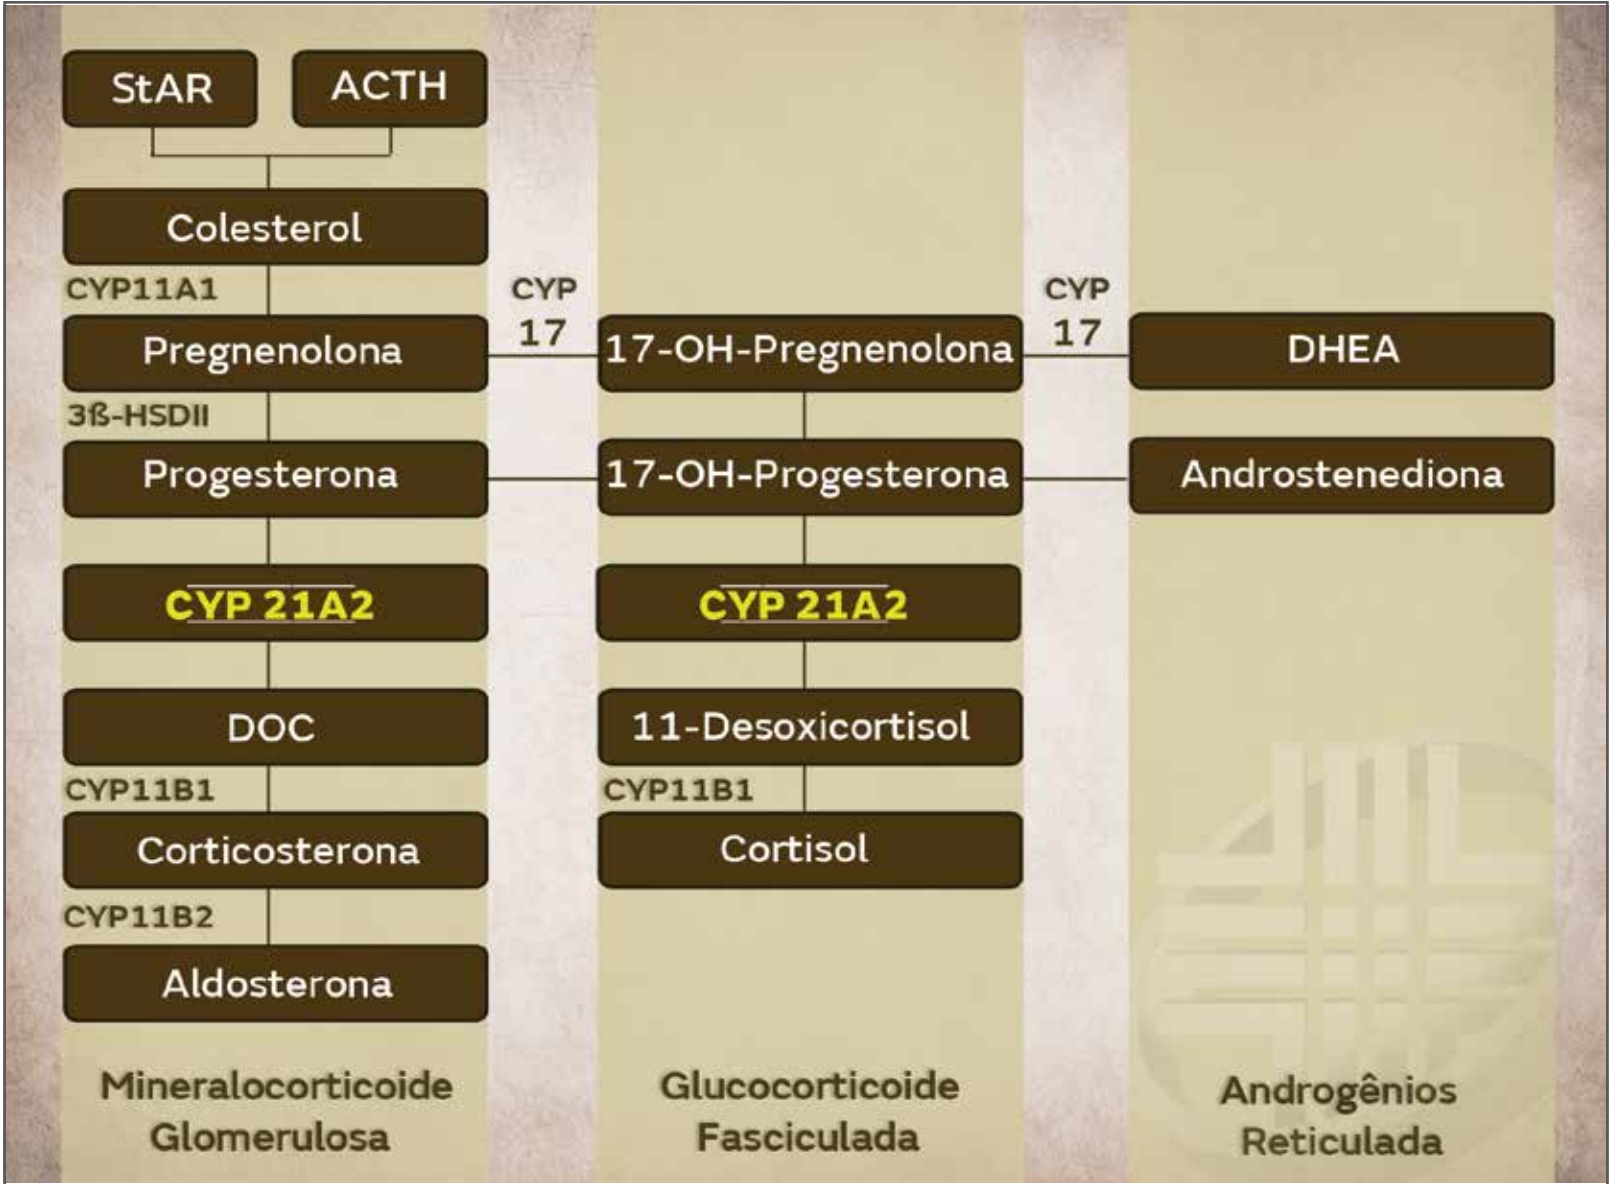 StAR
ACTH
Colesterol
CYP11A1
CYP
17
CYP
17
Pregnenolona
17-OH-Pregnenolona
DHEA
3ß-HSDII
Progesterona
17-OH-Progesterona
Androstenediona
CYP 21A2
CYP 21A2
DOC
11-Desoxicortisol
CYP11B1
CYP11B1
Corticosterona
Cortisol
CYP11B2
Aldosterona
Mineralocorticoide
Glomerulosa
Glucocorticoide
Fasciculada
Androgênios
Reticulada